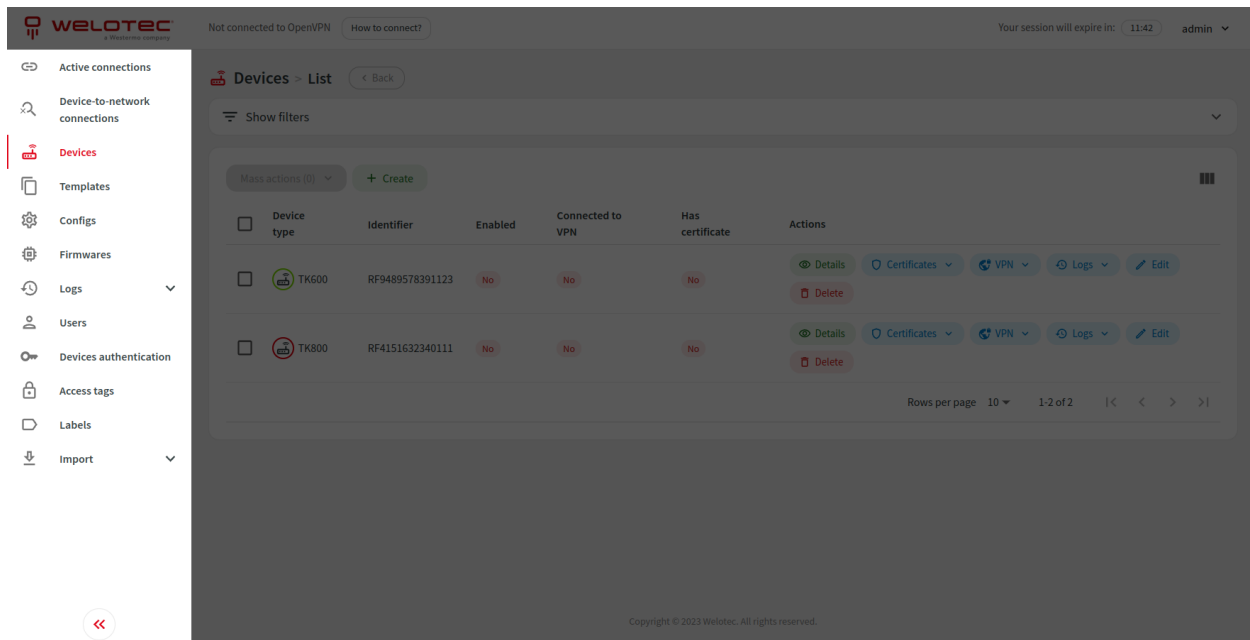 WELOTEC
a Westermo company
Not connected to OpenVPN
How to connect?
Your session will expire in:
11:42
admin
Active connections
Device-to-network
connections
Devices
Templates
Configs
Firmwares
Logs
Users
Devices authentication
Access tags
Labels
Import
Devices > List
Back
Show filters
Mass actions (0)
+ Create
Device
type
Identifier
Enabled
Connected to
VPN
Has
certificate
Actions
TK600
RF9489578391123
No
No
No
Details
Certificates
VPN
Logs
Edit
Delete
TK800
RF4151632340111
No
No
No
Details
Certificates
VPN
Logs
Edit
Delete
Rows per page 10
1-2 of 2
Copyright © 2023 Welotec. All rights reserved.